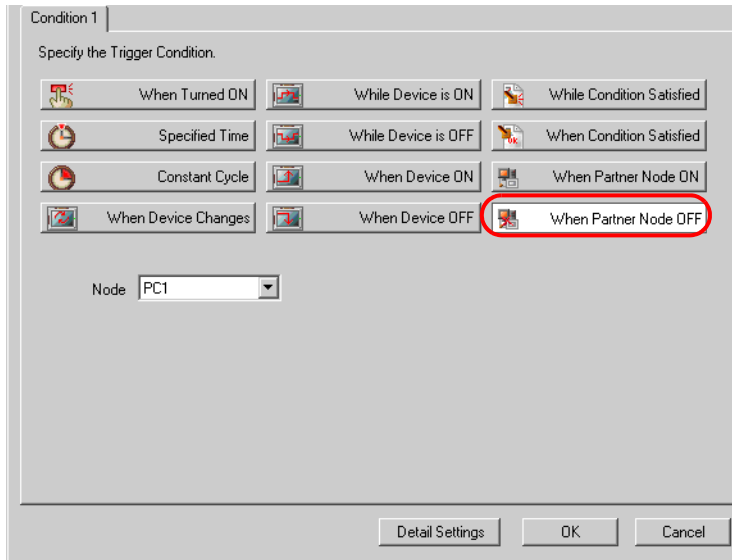 Condition 1
Specify the Trigger Condition.
When Turned ON
While Device is ON
While Condition Satisfied
Specified Time
While Device is OFF
When Condition Satisfied
Constant Cycle
When Device ON
When Partner Node ON
When Device Changes
When Device OFF
When Partner Node OFF
Node
PC1
Detail Settings
OK
Cancel